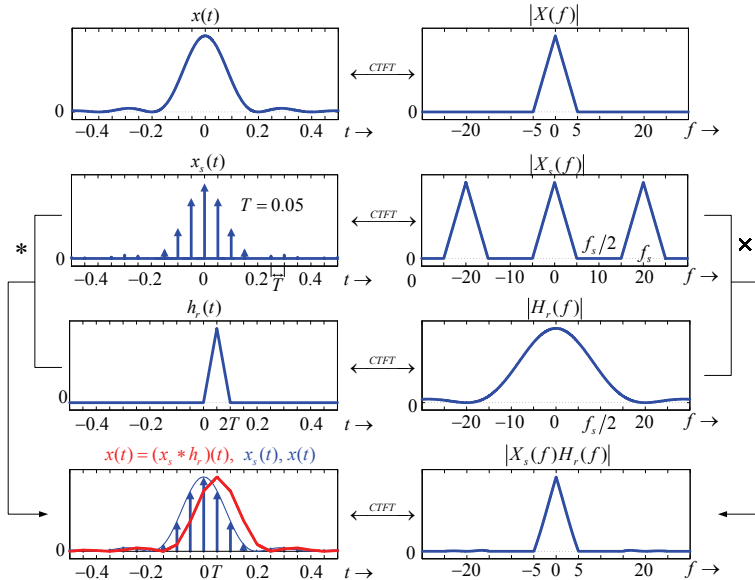 x(t) |X(f)|
0 CTFT 0
−0.4 −0.2 0 0.2 0.4 t → −20 −5 0 5 20 f →
x_s(t) |X_s(f)|
* T = 0.05 CTFT f_s/2 f_s ×
0 T 0
−0.4 −0.2 0 0.2 0.4 t → 0 −20 −10 0 10 20 f →
h_r(t) |H_r(f)|
0 CTFT 0
−0.4 −0.2 0 2T 0.2 0.4 t → −20 −10 0 f_s/2 20 f →
x(t) = (x_s * h_r)(t), x_s(t), x(t) |X_s(f)H_r(f)|
0 CTFT 0
−0.4 −0.2 0 T 0.2 0.4 t → −20 −5 0 5 20 f →